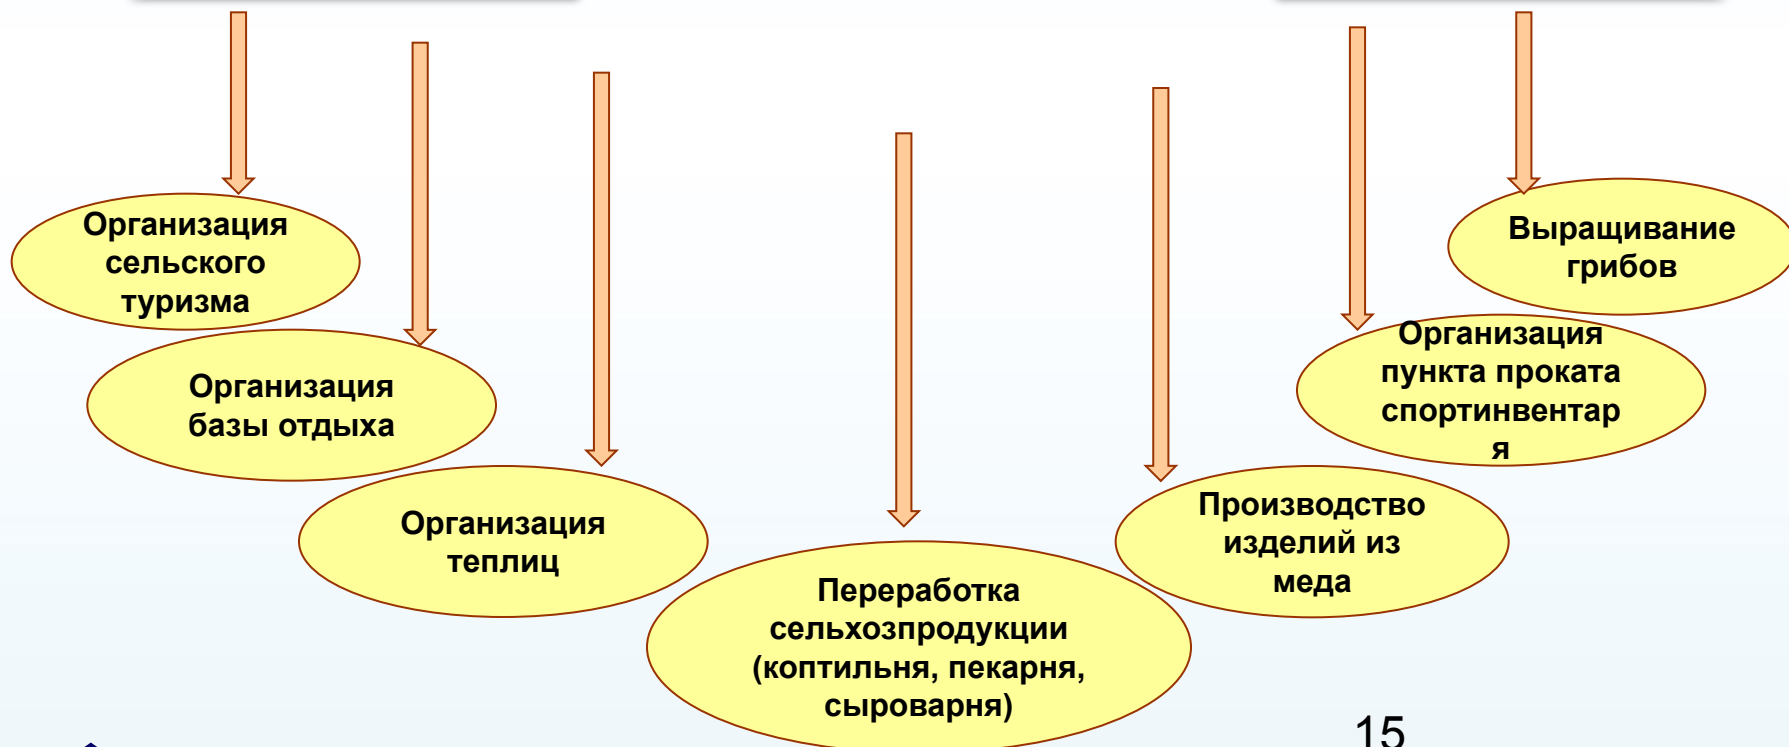 Организация
сельского
туризма
Организация
базы отдыха
Организация
теплиц
Переработка
сельхозпродукции
(коптильня, пекарня,
сыроварня)
Производство
изделий из
меда
Организация
пункта проката
спортинвентар
я
Выращивание
грибов
15